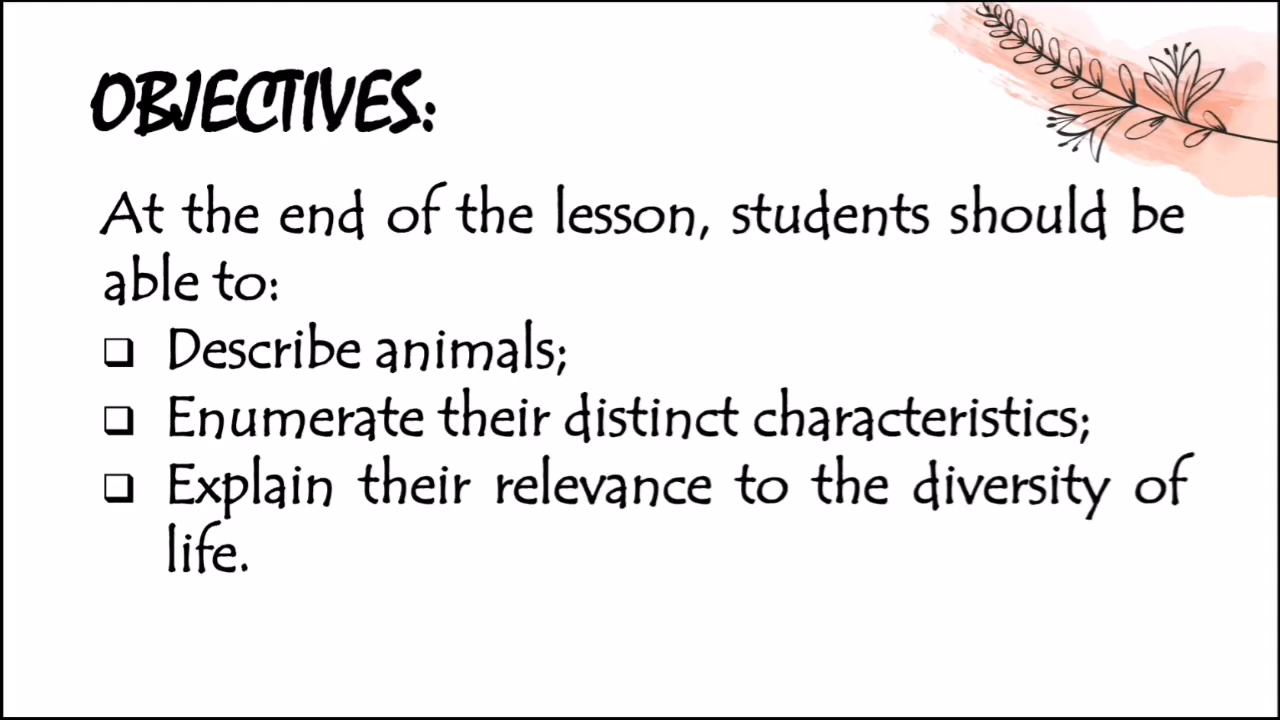 OBJECTIVES:
At the end of the lesson, students should be
able to:
❑ Describe animals;
❑ Enumerate their distinct characteristics;
❑ Explain their relevance to the diversity of
life.